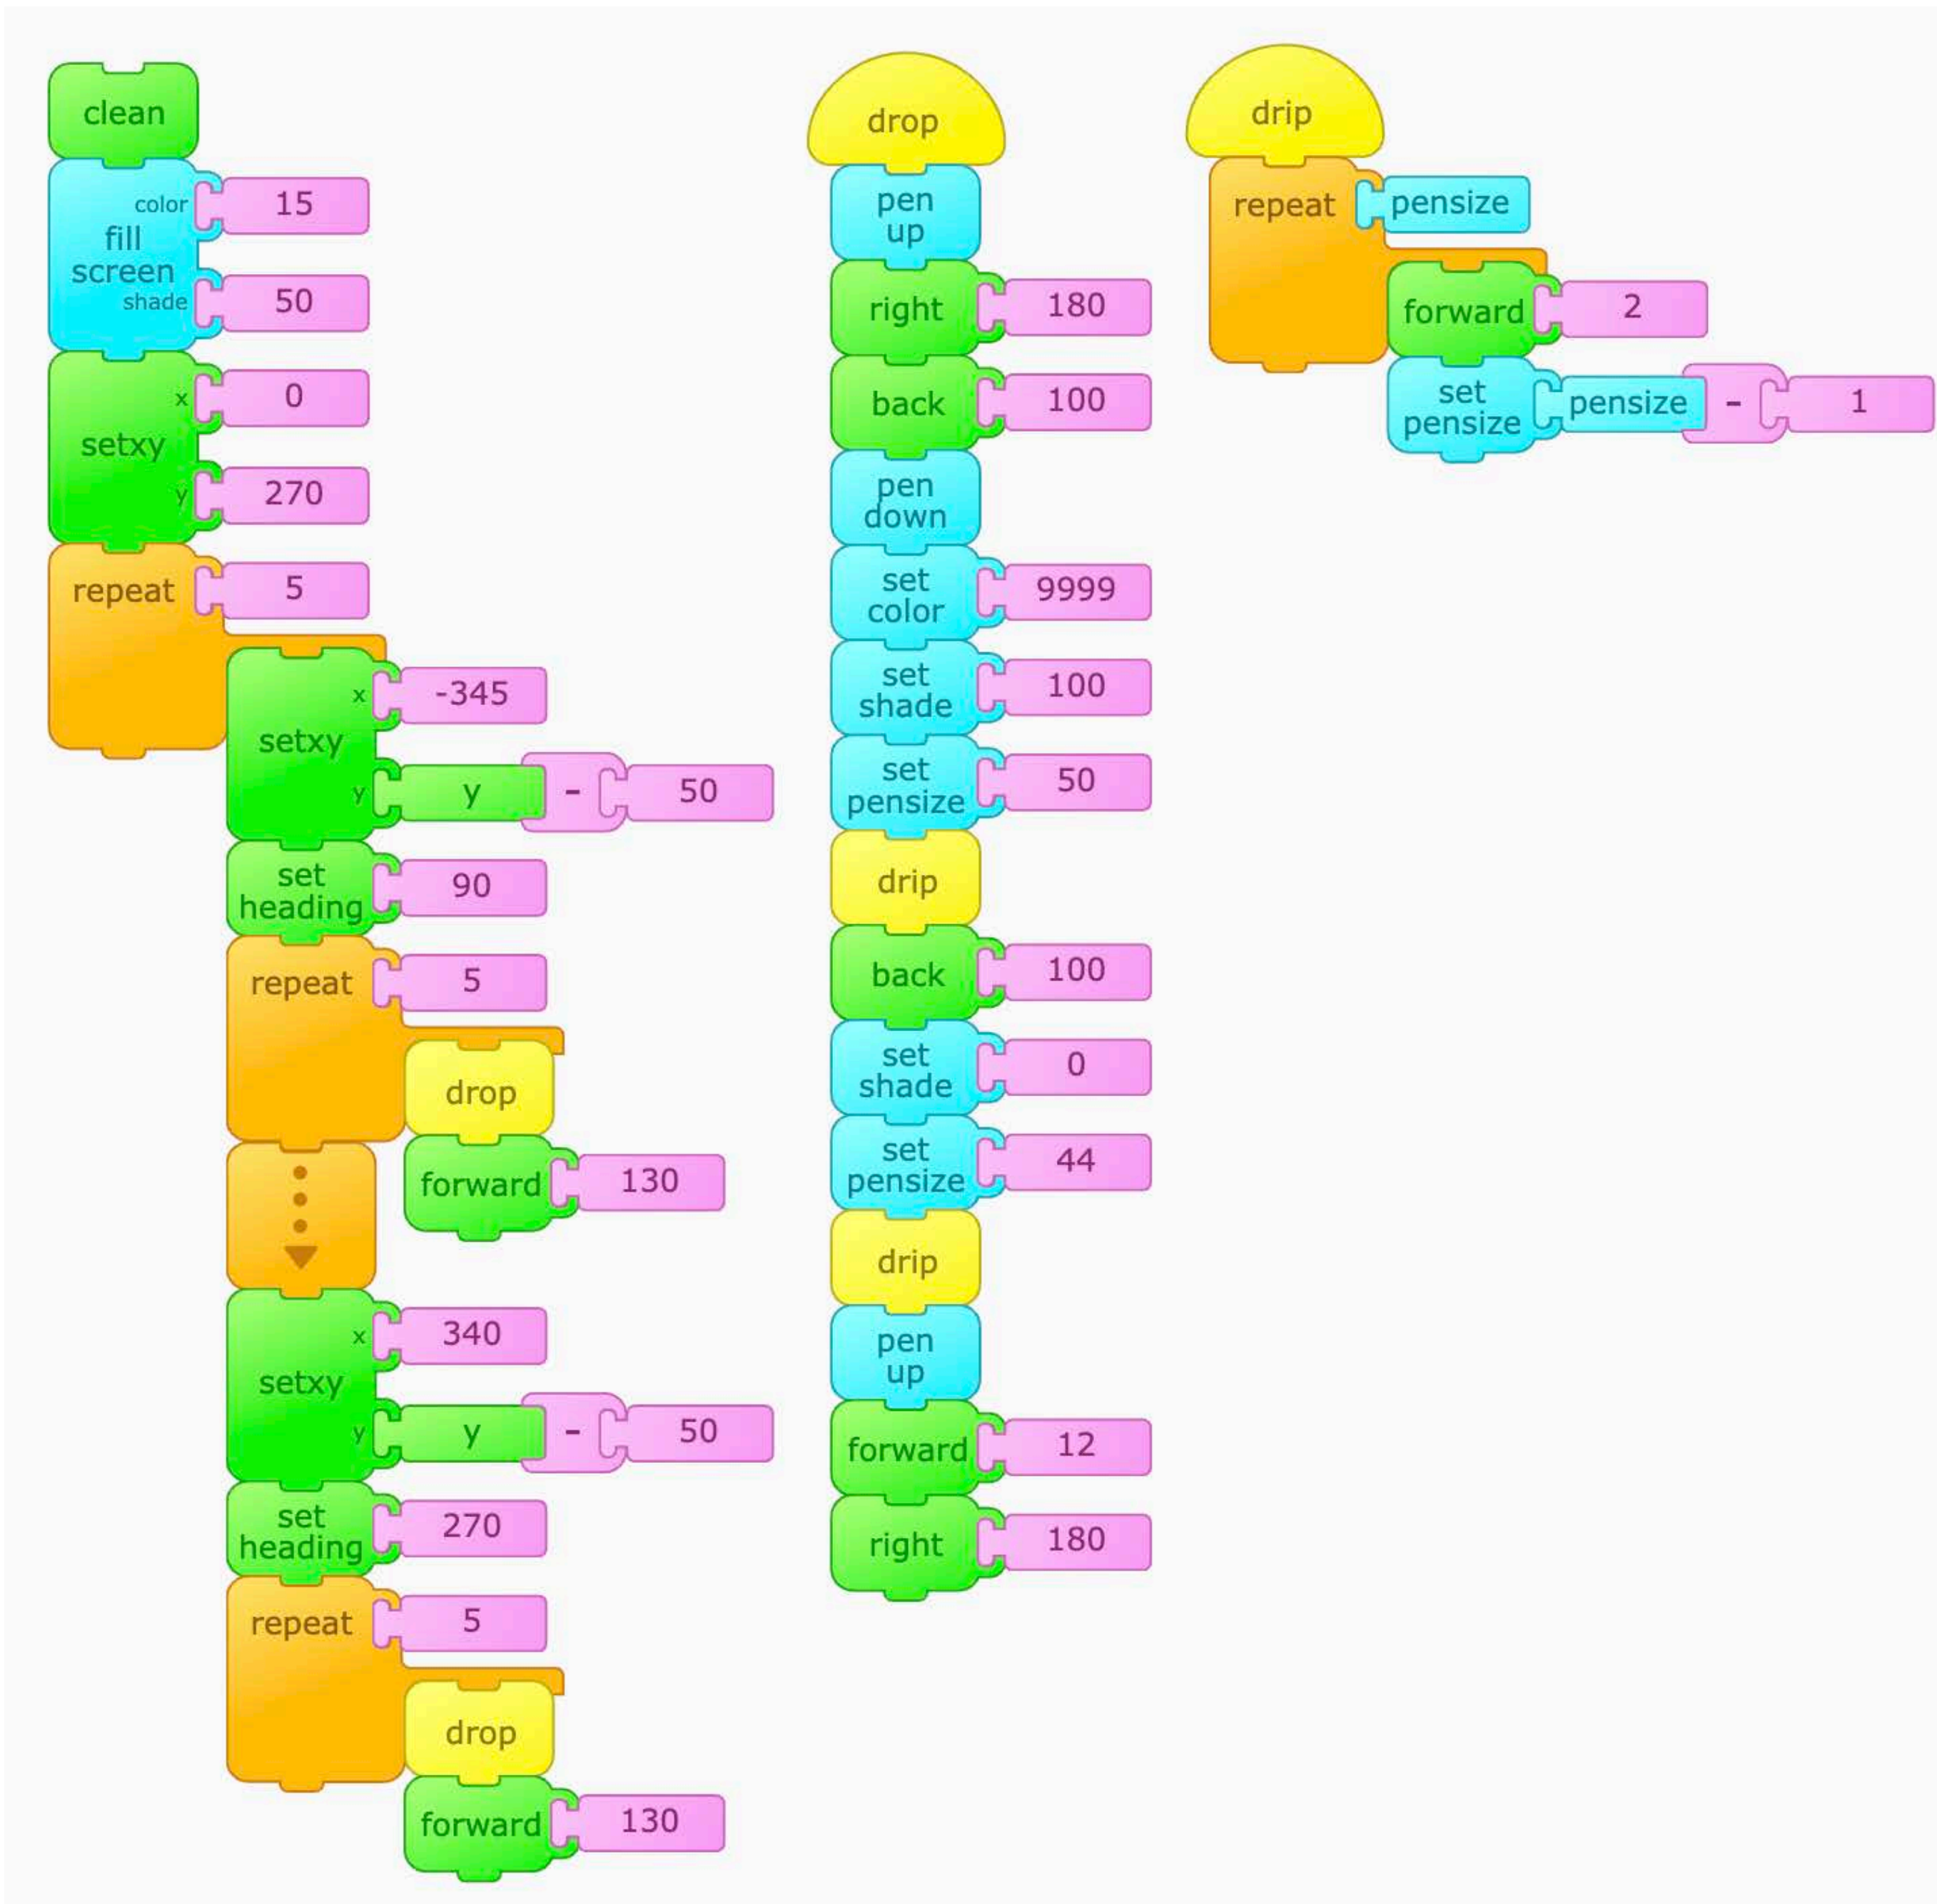 clean
color
15
fill
screen
shade
50
x
0
setxy
y
270
repeat
5
x
-345
setxy
y
y
-
50
set
heading
90
repeat
5
drop
forward
130
x
340
setxy
y
y
-
50
set
heading
270
repeat
5
drop
forward
130
drop
pen
up
right
180
back
100
pen
down
set
color
9999
set
shade
100
set
pensize
50
drip
back
100
set
shade
0
set
pensize
44
drip
pen
up
forward
12
right
180
drip
repeat
pensize
forward
2
set
pensize
pensize
-
1